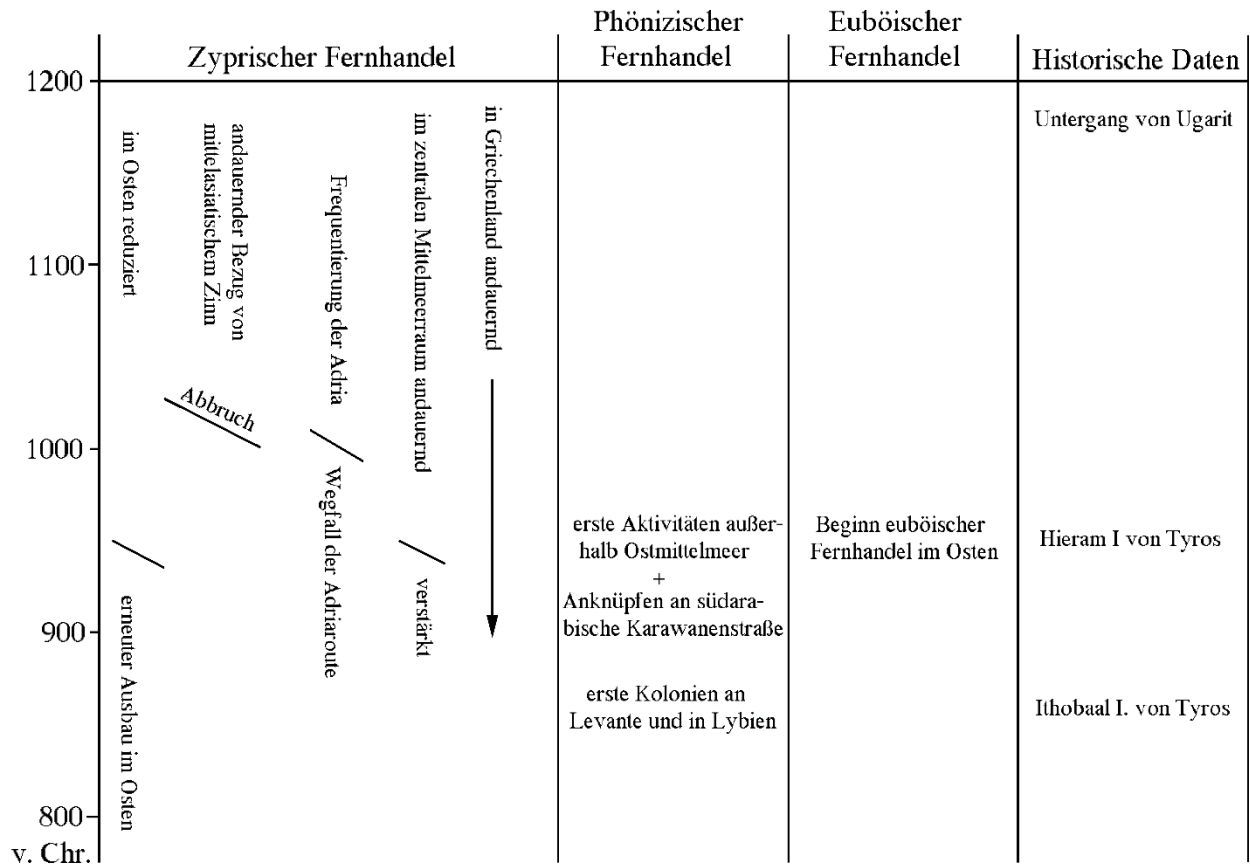 Zyprischer Fernhandel
Phönizischer
Fernhandel
Euböischer
Fernhandel
Historische Daten
1200
1100
1000
900
800
v. Chr.
im Osten reduziert
erneuter Ausbau im Osten
andauernder Bezug von
mittelasiatischem Zinn
Abbruch
Frequentierung der Adria
Wegfall der Adriaroute
im zentralen Mittelmeerraum andauernd
verstärkt
in Griechenland andauernd
erste Aktivitäten außer-
halb Ostmittelmeer
+
Anknüpfen an südara-
bische Karawanenstraße
erste Kolonien an
Levante und in Lybien
Beginn euböischer
Fernhandel im Osten
Untergang von Ugarit
Hieram I von Tyros
Ithobaal I. von Tyros